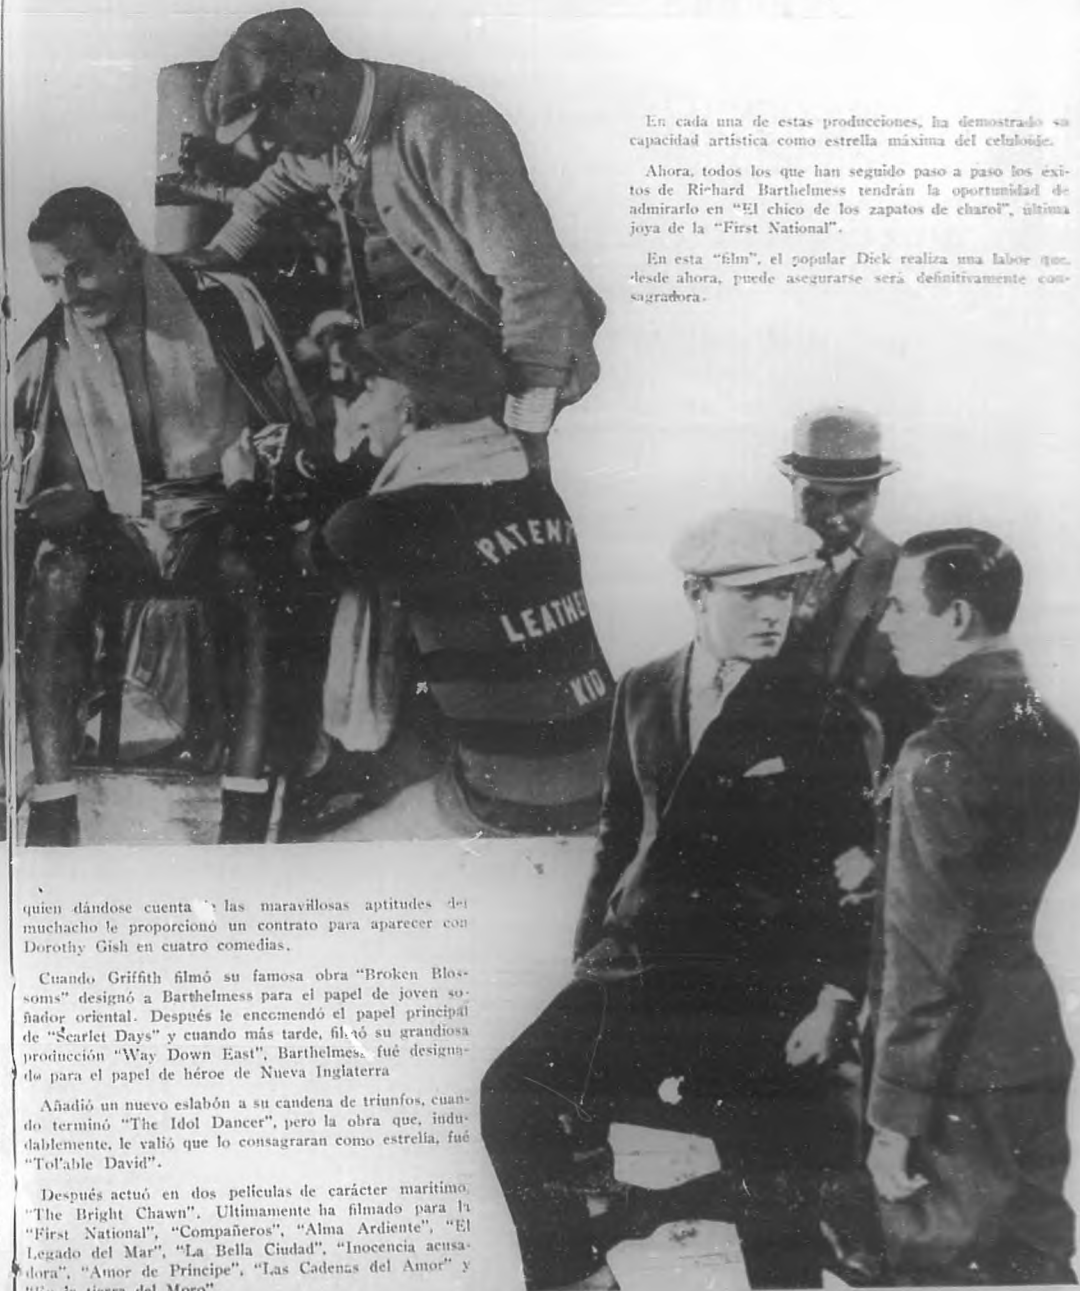 quien dándose cuenta las maravillosas aptitudes del
muchacho le proporcionó un contrato para aparecer con
Dorothy Gish en cuatro comedias.
Cuando Griffith filmó su famosa obra "Broken Blos-
soms" designó a Barthelmess para el papel de joven so-
ñador oriental. Después le encomendó el papel principal
de "Scarlet Days" y cuando más tarde, filmó su grandiosa
producción "Way Down East", Barthelmess fué designa-
do para el papel de héroe de Nueva Inglaterra
Añadió un nuevo eslabón a su candena de triunfos, cuan-
do terminó "The Idol Dancer", pero la obra que, indu-
dablemente, le valió que lo consagraran como estrella, fué
"Tol'able David".
Después actuó en dos películas de carácter marítimo,
"The Bright Chawn". Ultimamente ha filmado para la
"First National", "Compañeros", "Alma Ardiente", "El
Legado del Mar", "La Bella Ciudad", "Inocencia acusa-
dora", "Amor de Príncipe", "Las Cadenas del Amor" y
tierra del Moro"
En cada una de estas producciones, ha demostrado su
capacidad artística como estrella máxima del celuloide.
Ahora, todos los que han seguido paso a paso los éxi-
tos de Richard Barthelmess tendrán la oportunidad de
admirarlo en "El chico de los zapatos de charol", última
joya de la "First National".
En esta "film", el popular Dick realiza una labor que,
desde ahora, puede asegurarse será definitivamente con-
sagradora.
PATENT
LEATHER
KID